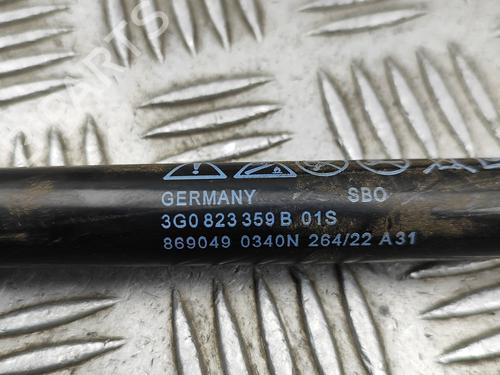 GERMANY SBO
3G0 823 359 B 01S
869049 0340N 264/22 A31